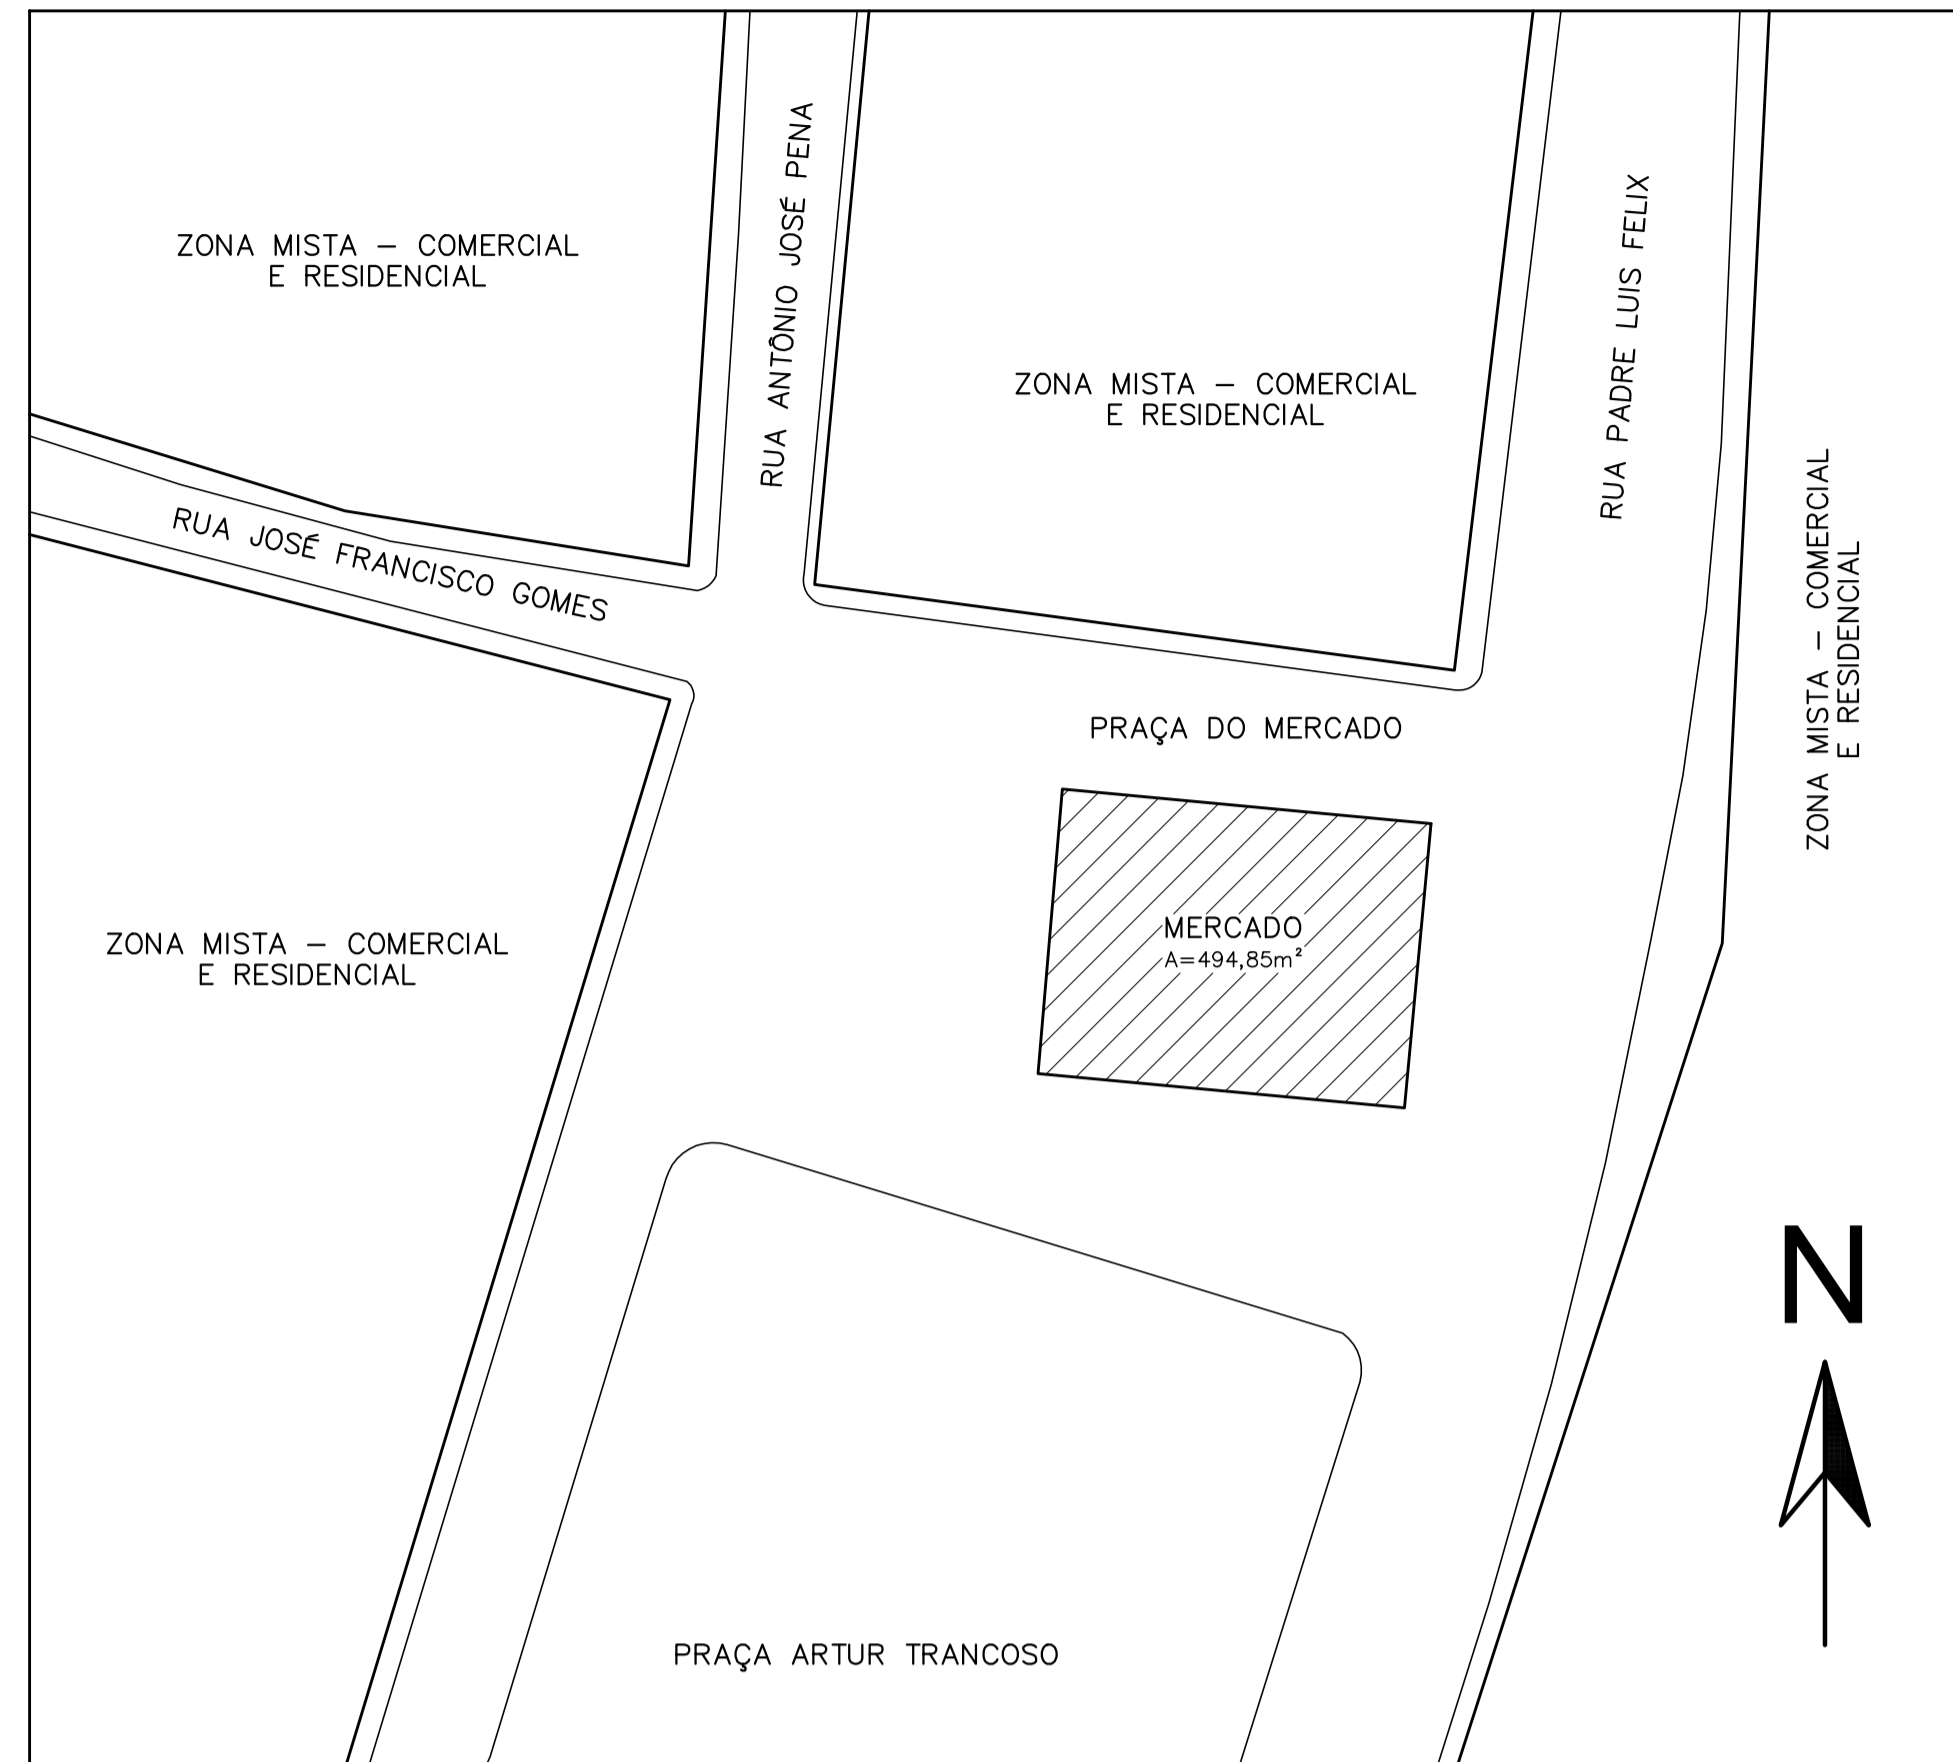 RUA ANTÔNIO JOSÉ PENA
RUA PADRE LUIS FELIX
ZONA MISTA – COMERCIAL
E RESIDENCIAL
ZONA MISTA – COMERCIAL
E RESIDENCIAL
RUA JOSÉ FRANCISCO GOMES
ZONA MISTA – COMERCIAL
E RESIDENCIAL
PRAÇA DO MERCADO
MERCADO
A=494,85m²
ZONA MISTA – COMERCIAL
E RESIDENCIAL
N
PRAÇA ARTUR TRANCOSO